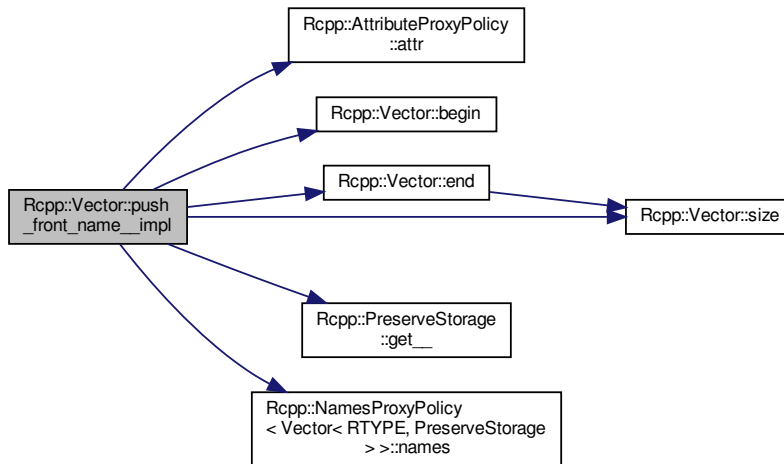 Rcpp::AttributeProxyPolicy
::attr
Rcpp::Vector::begin
Rcpp::Vector::end
Rcpp::Vector::push
_front_name__impl
Rcpp::Vector::size
Rcpp::PreserveStorage
::get__
Rcpp::NamesProxyPolicy
< Vector< RTYPE, PreserveStorage
> >::names